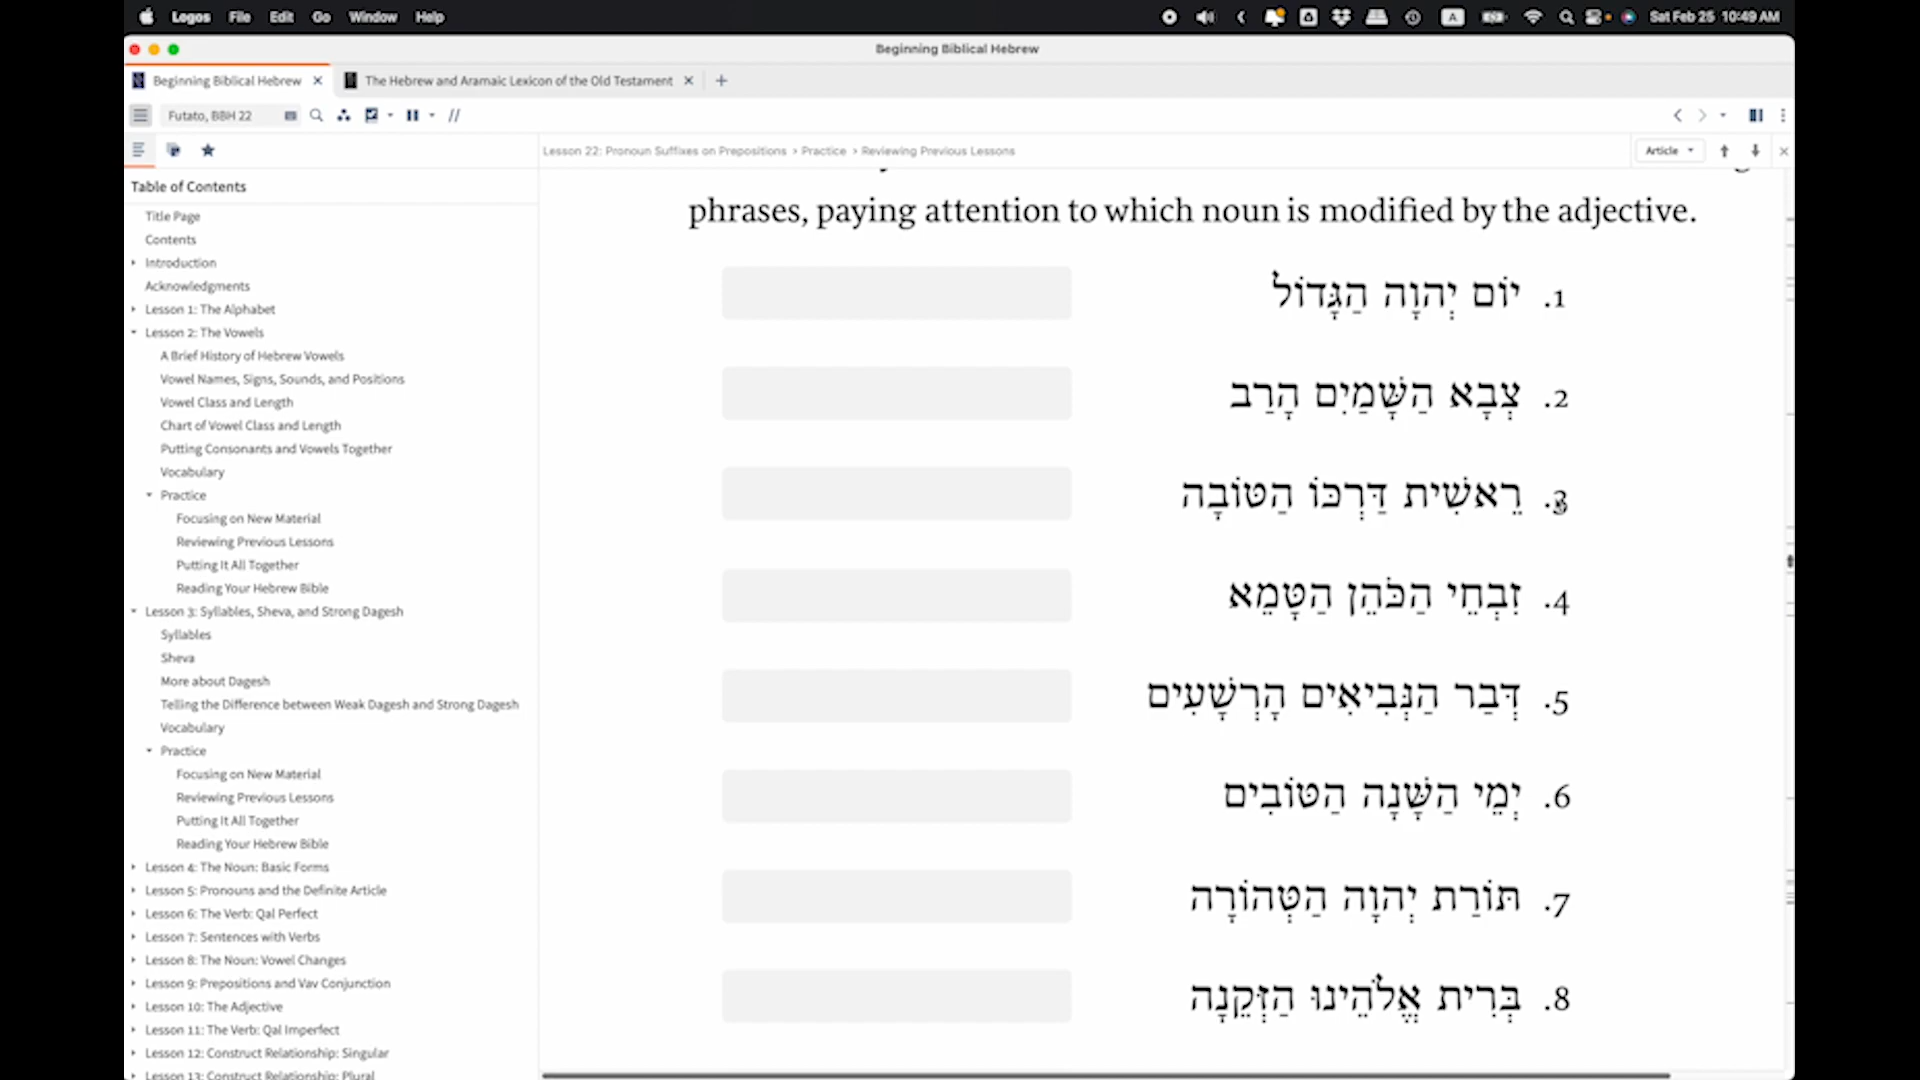 Logos File Edit Go Window Help
A Sat Feb 25 10:49 AM
Beginning Biblical Hebrew
Beginning Biblical Hebrew The Hebrew and Aramaic Lexicon of the Old Testament
Futato, BBH 22
Lesson 22: Pronoun Suffixes on Prepositions › Practice › Reviewing Previous Lessons
Article
Table of Contents
Title Page
Contents
Introduction
Acknowledgments
Lesson 1: The Alphabet
Lesson 2: The Vowels
A Brief History of Hebrew Vowels
Vowel Names, Signs, Sounds, and Positions
Vowel Class and Length
Chart of Vowel Class and Length
Putting Consonants and Vowels Together
Vocabulary
Practice
Focusing on New Material
Reviewing Previous Lessons
Putting It All Together
Reading Your Hebrew Bible
Lesson 3: Syllables, Sheva, and Strong Dagesh
Syllables
Sheva
More about Dagesh
Telling the Difference between Weak Dagesh and Strong Dagesh
Vocabulary
Practice
Focusing on New Material
Reviewing Previous Lessons
Putting It All Together
Reading Your Hebrew Bible
Lesson 4: The Noun: Basic Forms
Lesson 5: Pronouns and the Definite Article
Lesson 6: The Verb: Qal Perfect
Lesson 7: Sentences with Verbs
Lesson 8: The Noun: Vowel Changes
Lesson 9: Prepositions and Vav Conjunction
Lesson 10: The Adjective
Lesson 11: The Verb: Qal Imperfect
Lesson 12: Construct Relationship: Singular
Lesson 13: Construct Relationship: Plural
phrases, paying attention to which noun is modified by the adjective.
1. יוֹם יְהוָה הַגָּדוֹל
2. צְבָא הַשָּׁמַיִם הָרַב
3. רֵאשִׁית דַּרְכּוֹ הַטּוֹבָה
4. זִבְחֵי הַכֹּהֵן הַטָּמֵא
5. דְּבַר הַנְּבִיאִים הָרְשָׁעִים
6. יְמֵי הַשָּׁנָה הַטּוֹבִים
7. תּוֹרַת יְהוָה הַטְּהוֹרָה
8. בְּרִית אֱלֹהֵינוּ הַזְּקֵנָה